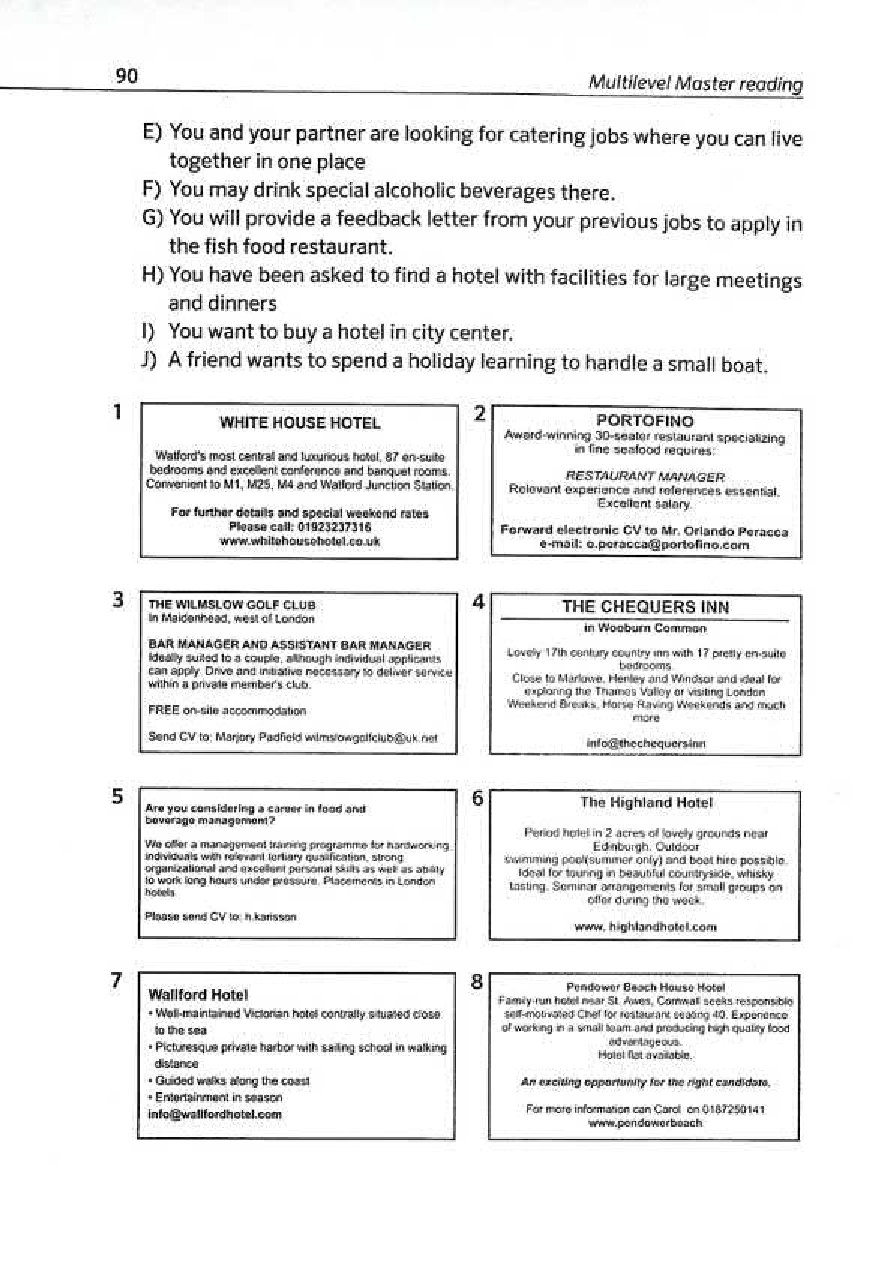 90
Multilevel Master reading
E) You and your partner are looking for catering jobs where you can live
together in one place
F) You may drink special alcoholic beverages there.
G) You will provide a feedback letter from your previous jobs to apply in
the fish food restaurant.
H) You have been asked to find a hotel with facilities for large meetings
and dinners
I) You want to buy a hotel in city center.
J) A friend wants to spend a holiday learning to handle a small boat.
1
WHITE HOUSE HOTEL
Watford's most central and luxurious hotel, 87 en-suite
bedrooms and excellent conference and banquet rooms.
Convenient to M1, M25, M4 and Watford Junction Station.
For further details and special weekend rates
Please call: 01923237316
www.whitehousehotel.co.uk
2
PORTOFINO
Award-winning 30-seater restaurant specializing
in fine seafood requires:
RESTAURANT MANAGER
Relevant experience and references essential.
Excellent salary.
Forward electronic CV to Mr. Orlando Peracca
e-mail: o.peracca@portofino.com
3
THE WILMSLOW GOLF CLUB
In Maidenhead, west of London
BAR MANAGER AND ASSISTANT BAR MANAGER
Ideally suited to a couple, although individual applicants
can apply. Drive and initiative necessary to deliver service
within a private member's club.
FREE on-site accommodation
Send CV to: Marjory Padfield wilmslowgolfclub@uk.net
4
THE CHEQUERS INN
in Wooburn Common
Lovely 17th century country inn with 17 pretty en-suite
bedrooms.
Close to Marlowe, Henley and Windsor and ideal for
exploring the Thames Valley or visiting London
Weekend Breaks, Horse Raving Weekends and much
more
info@thechequersinn
5
Are you considering a career in food and
beverage management?
We offer a management training programme for hardworking
individuals with relevant tertiary qualification, strong
organizational and excellent personal skills as well as ability
to work long hours under pressure. Placements in London
hotels
Please send CV to: h.karisson
6
The Highland Hotel
Period hotel in 2 acres of lovely grounds near
Edinburgh. Outdoor
swimming pool(summer only) and boat hire possible.
Ideal for touring in beautiful countryside, whisky
tasting. Seminar arrangements for small groups on
offer during the week.
www. highlandhotel.com
7
Wallford Hotel
• Well-maintained Victorian hotel centrally situated close
to the sea
• Picturesque private harbor with sailing school in walking
distance
• Guided walks along the coast
• Entertainment in season
info@wallfordhotel.com
8
Pendower Beach House Hotel
Family-run hotel near St. Awes, Cornwall seeks responsible
self-motivated Chef for restaurant seating 40. Experience
of working in a small team and producing high quality food
advantageous.
Hotel flat available.
An exciting opportunity for the right candidate.
For more information can Carol on 0187250141
www.pendowerbeach